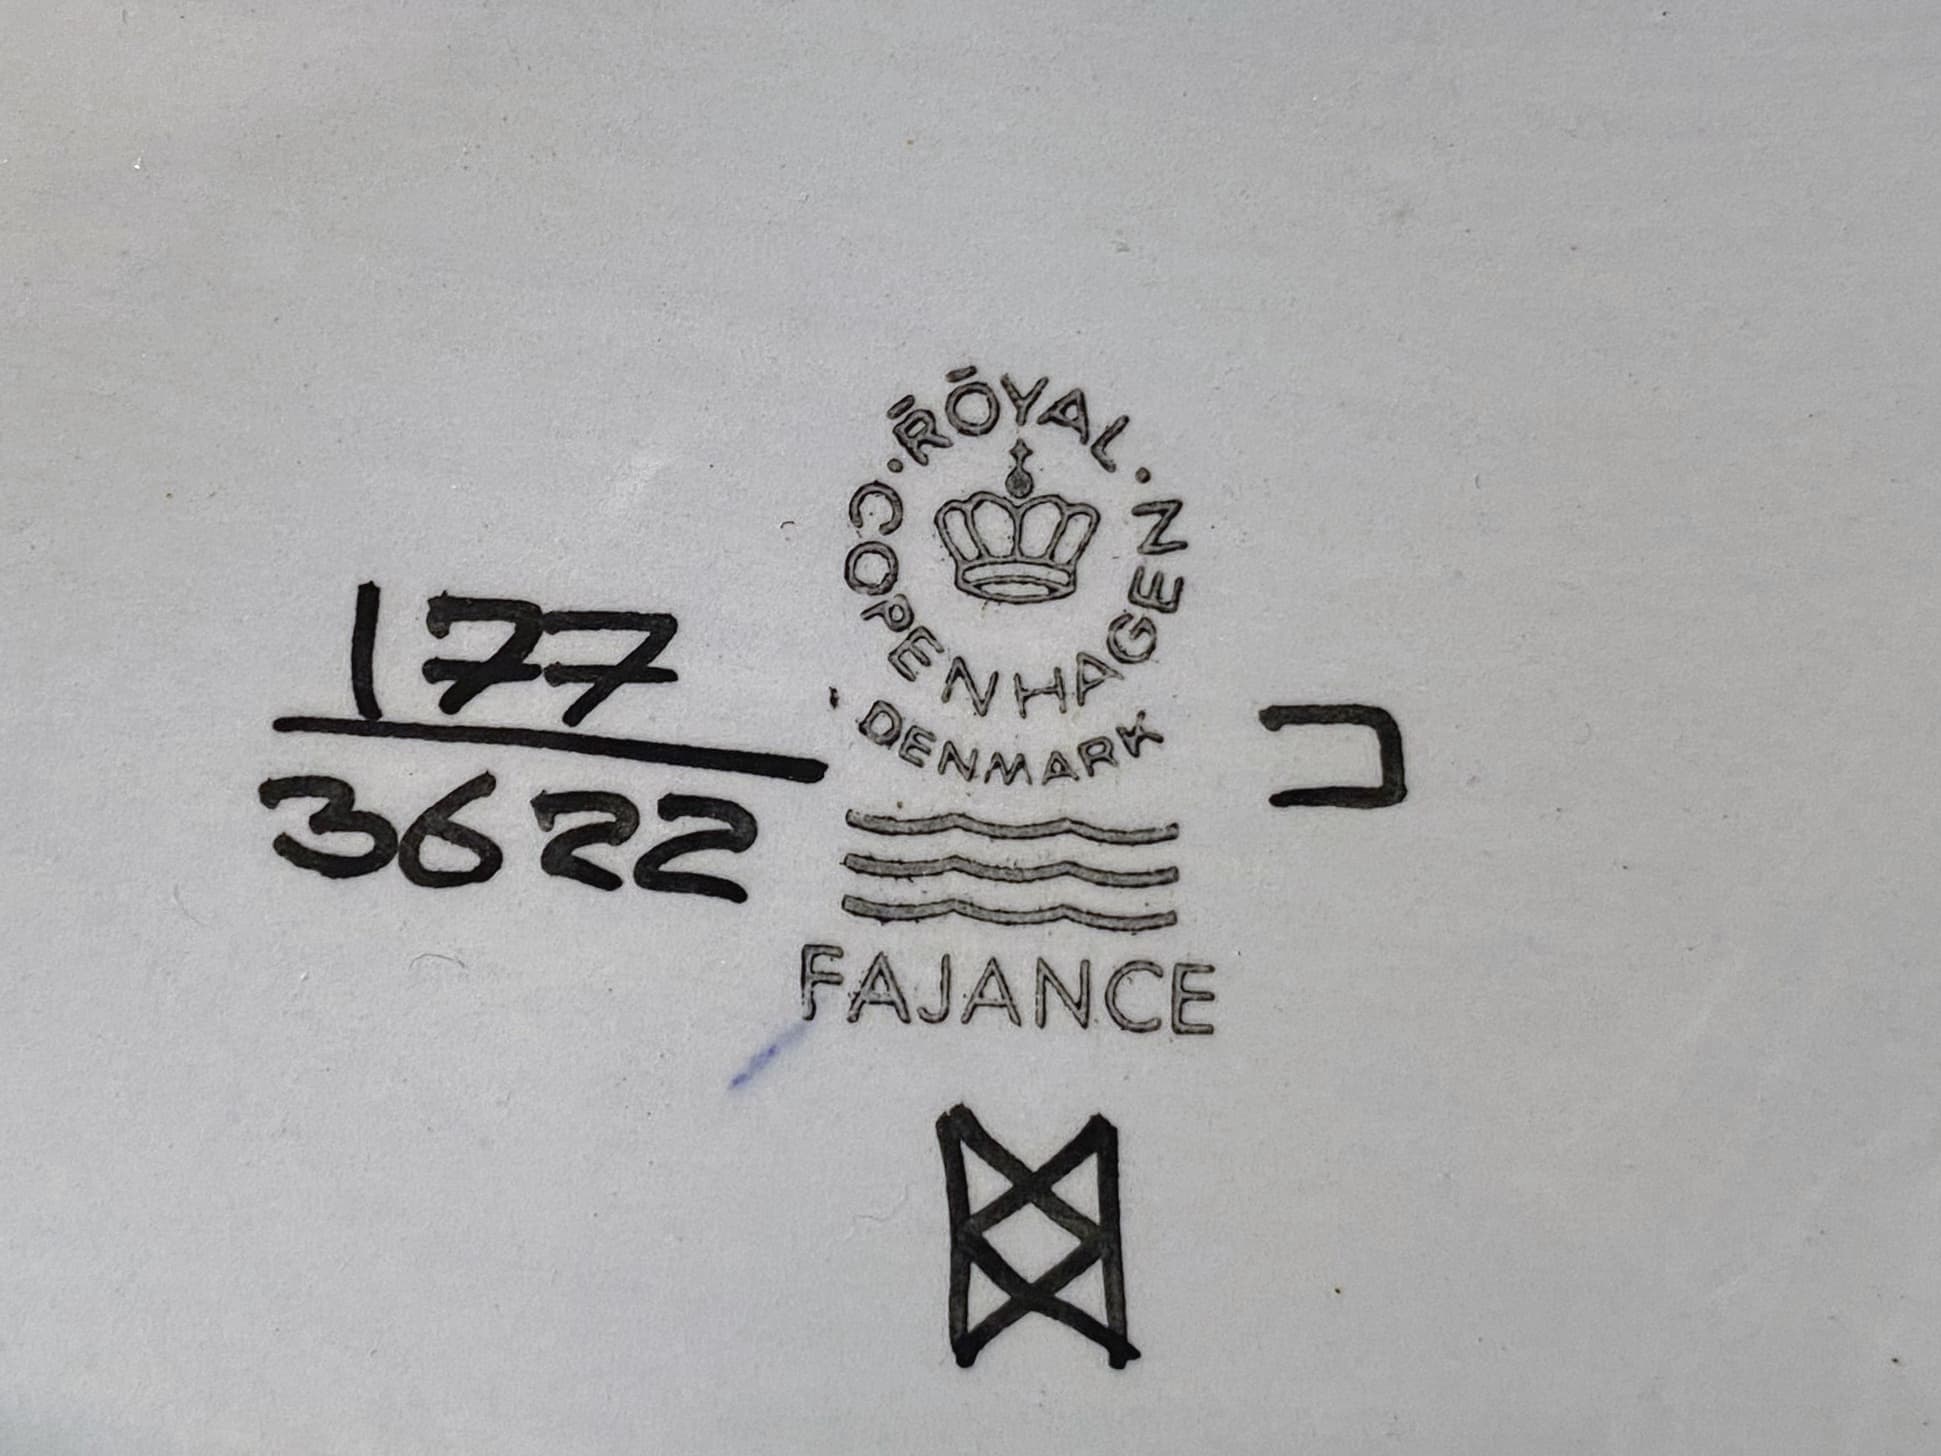 · ROYAL ·
COPENHAGEN
DENMARK
177
3622
FAJANCE